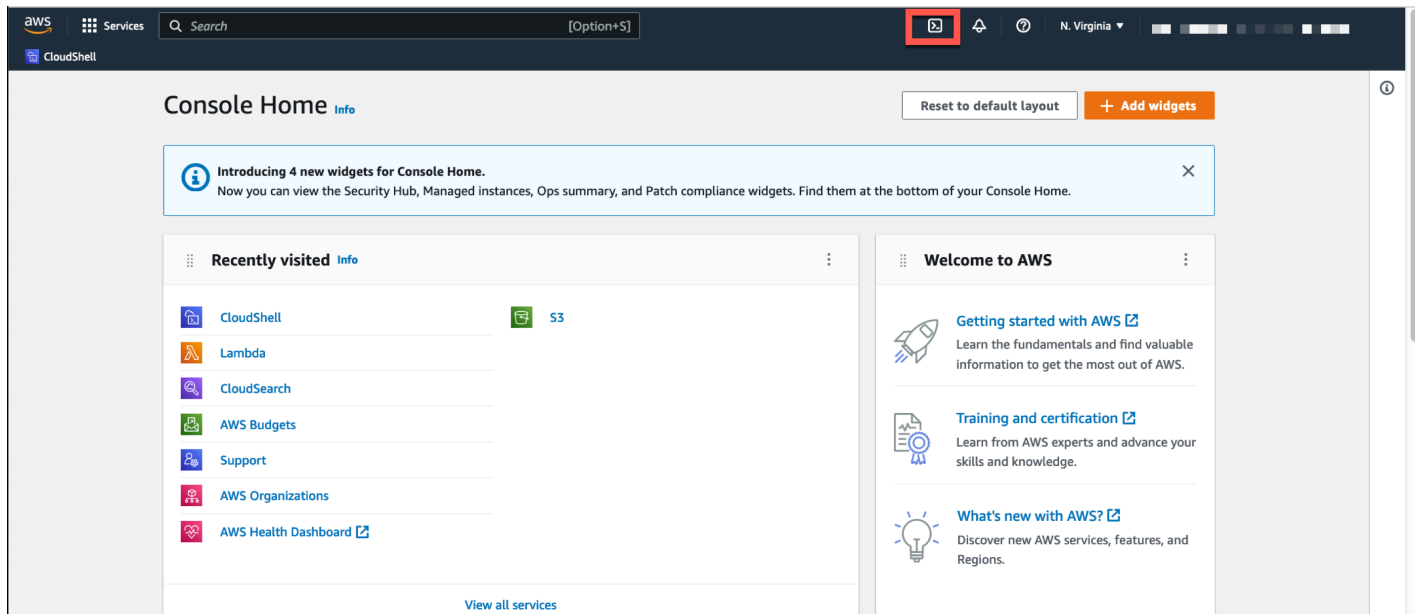 aws
Services
Search
[Option+S]
N. Virginia
CloudShell
Console Home Info
Reset to default layout
Add widgets
Introducing 4 new widgets for Console Home.
Now you can view the Security Hub, Managed instances, Ops summary, and Patch compliance widgets. Find them at the bottom of your Console Home.
Recently visited Info
CloudShell
Lambda
CloudSearch
AWS Budgets
Support
AWS Organizations
AWS Health Dashboard
S3
View all services
Welcome to AWS
Getting started with AWS
Learn the fundamentals and find valuable
information to get the most out of AWS.
Training and certification
Learn from AWS experts and advance your
skills and knowledge.
What's new with AWS?
Discover new AWS services, features, and
Regions.